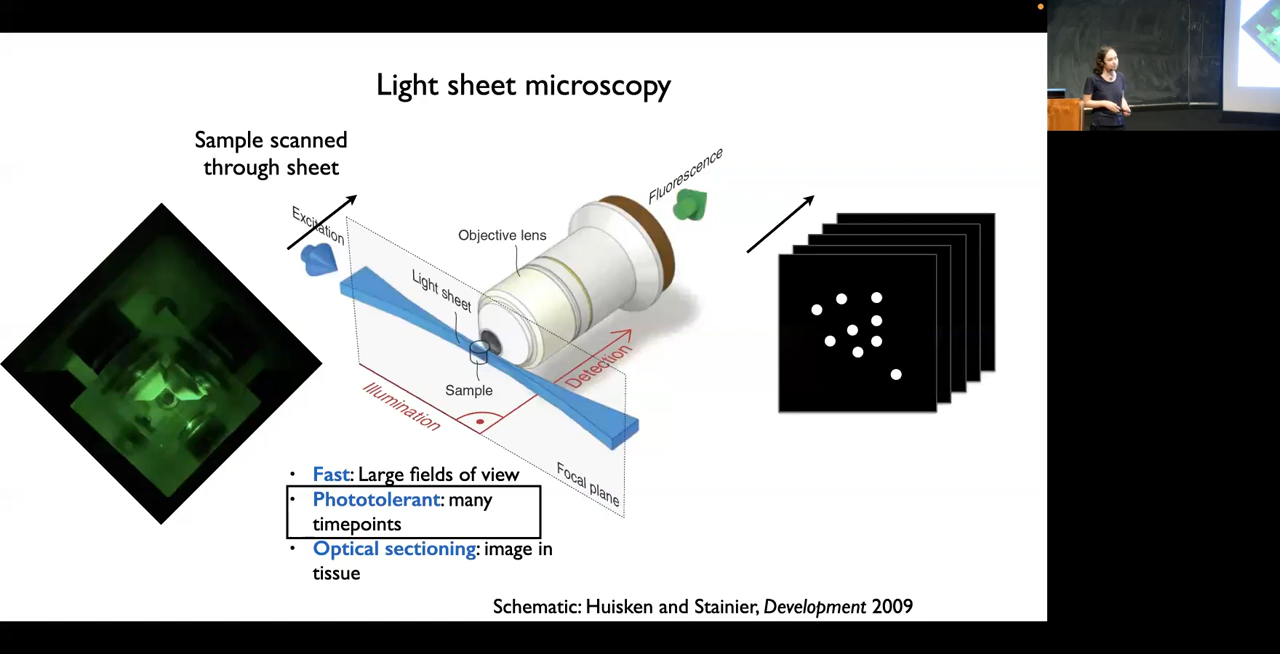 Light sheet microscopy
Sample scanned
through sheet
Excitation
Fluorescence
Objective lens
Light sheet
Sample
Detection
Illumination
Focal plane
• Fast: Large fields of view
• Phototolerant: many
timepoints
• Optical sectioning: image in
tissue
Schematic: Huisken and Stainier, Development 2009